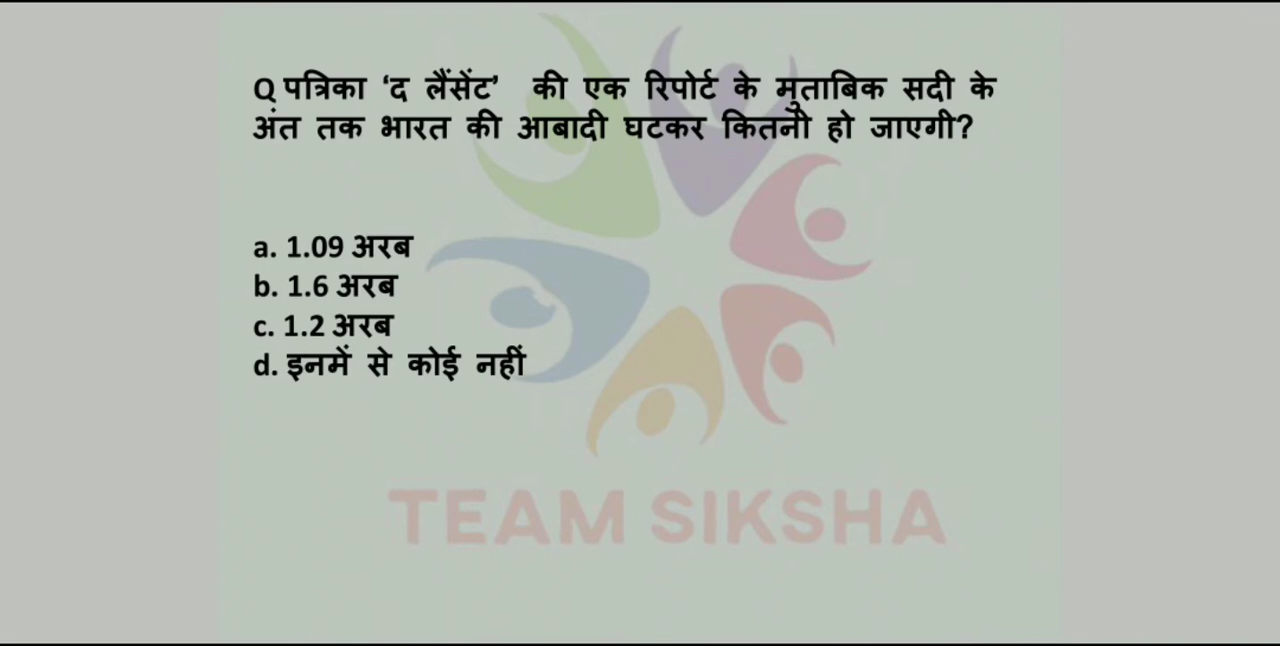 Q पत्रिका ‘द लैंसेंट’ की एक रिपोर्ट के मुताबिक सदी के
अंत तक भारत की आबादी घटकर कितनी हो जाएगी?
a. 1.09 अरब
b. 1.6 अरब
c. 1.2 अरब
d. इनमें से कोई नहीं
TEAM SIKSHA